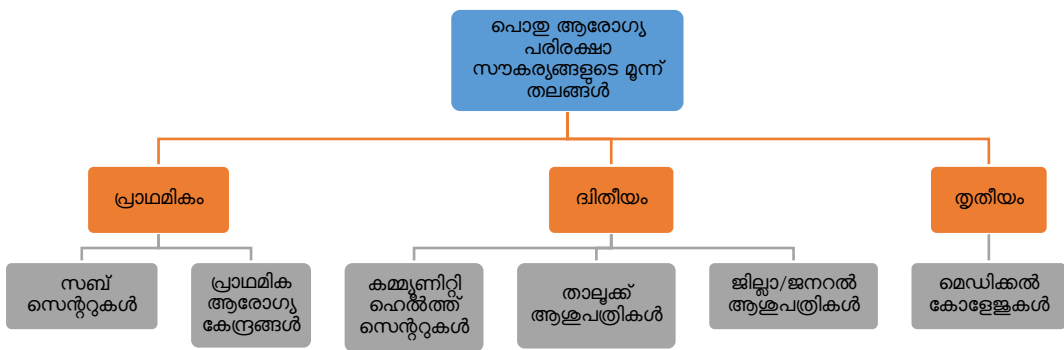 പൊതു ആരോഗ്യ
പരിരക്ഷാ
സൗകര്യങ്ങളുടെ മൂന്ന്
തലങ്ങൾ
പ്രാഥമികം
ദ്വിതീയം
തൃതീയം
സബ്
സെന്ററുകൾ
പ്രാഥമിക
ആരോഗ്യ
കേന്ദ്രങ്ങൾ
കമ്മ്യൂണിറ്റി
ഹെൽത്ത്
സെന്ററുകൾ
താലൂക്ക്
ആശുപത്രികൾ
ജില്ലാ/ജനറൽ
ആശുപത്രികൾ
മെഡിക്കൽ
കോളേജുകൾ